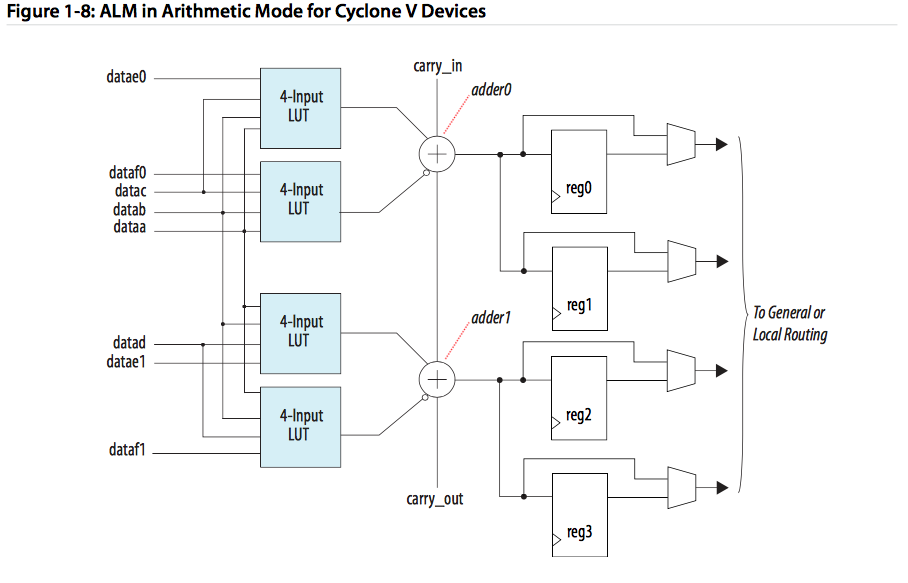 Figure 1-8: ALM in Arithmetic Mode for Cyclone V Devices
carry_in
datae0
adder0
4-Input
LUT
dataf0
datac
datab
dataa
4-Input
LUT
reg0
reg1
4-Input
LUT
adder1
datad
datae1
To General or
Local Routing
4-Input
LUT
reg2
dataf1
carry_out
reg3